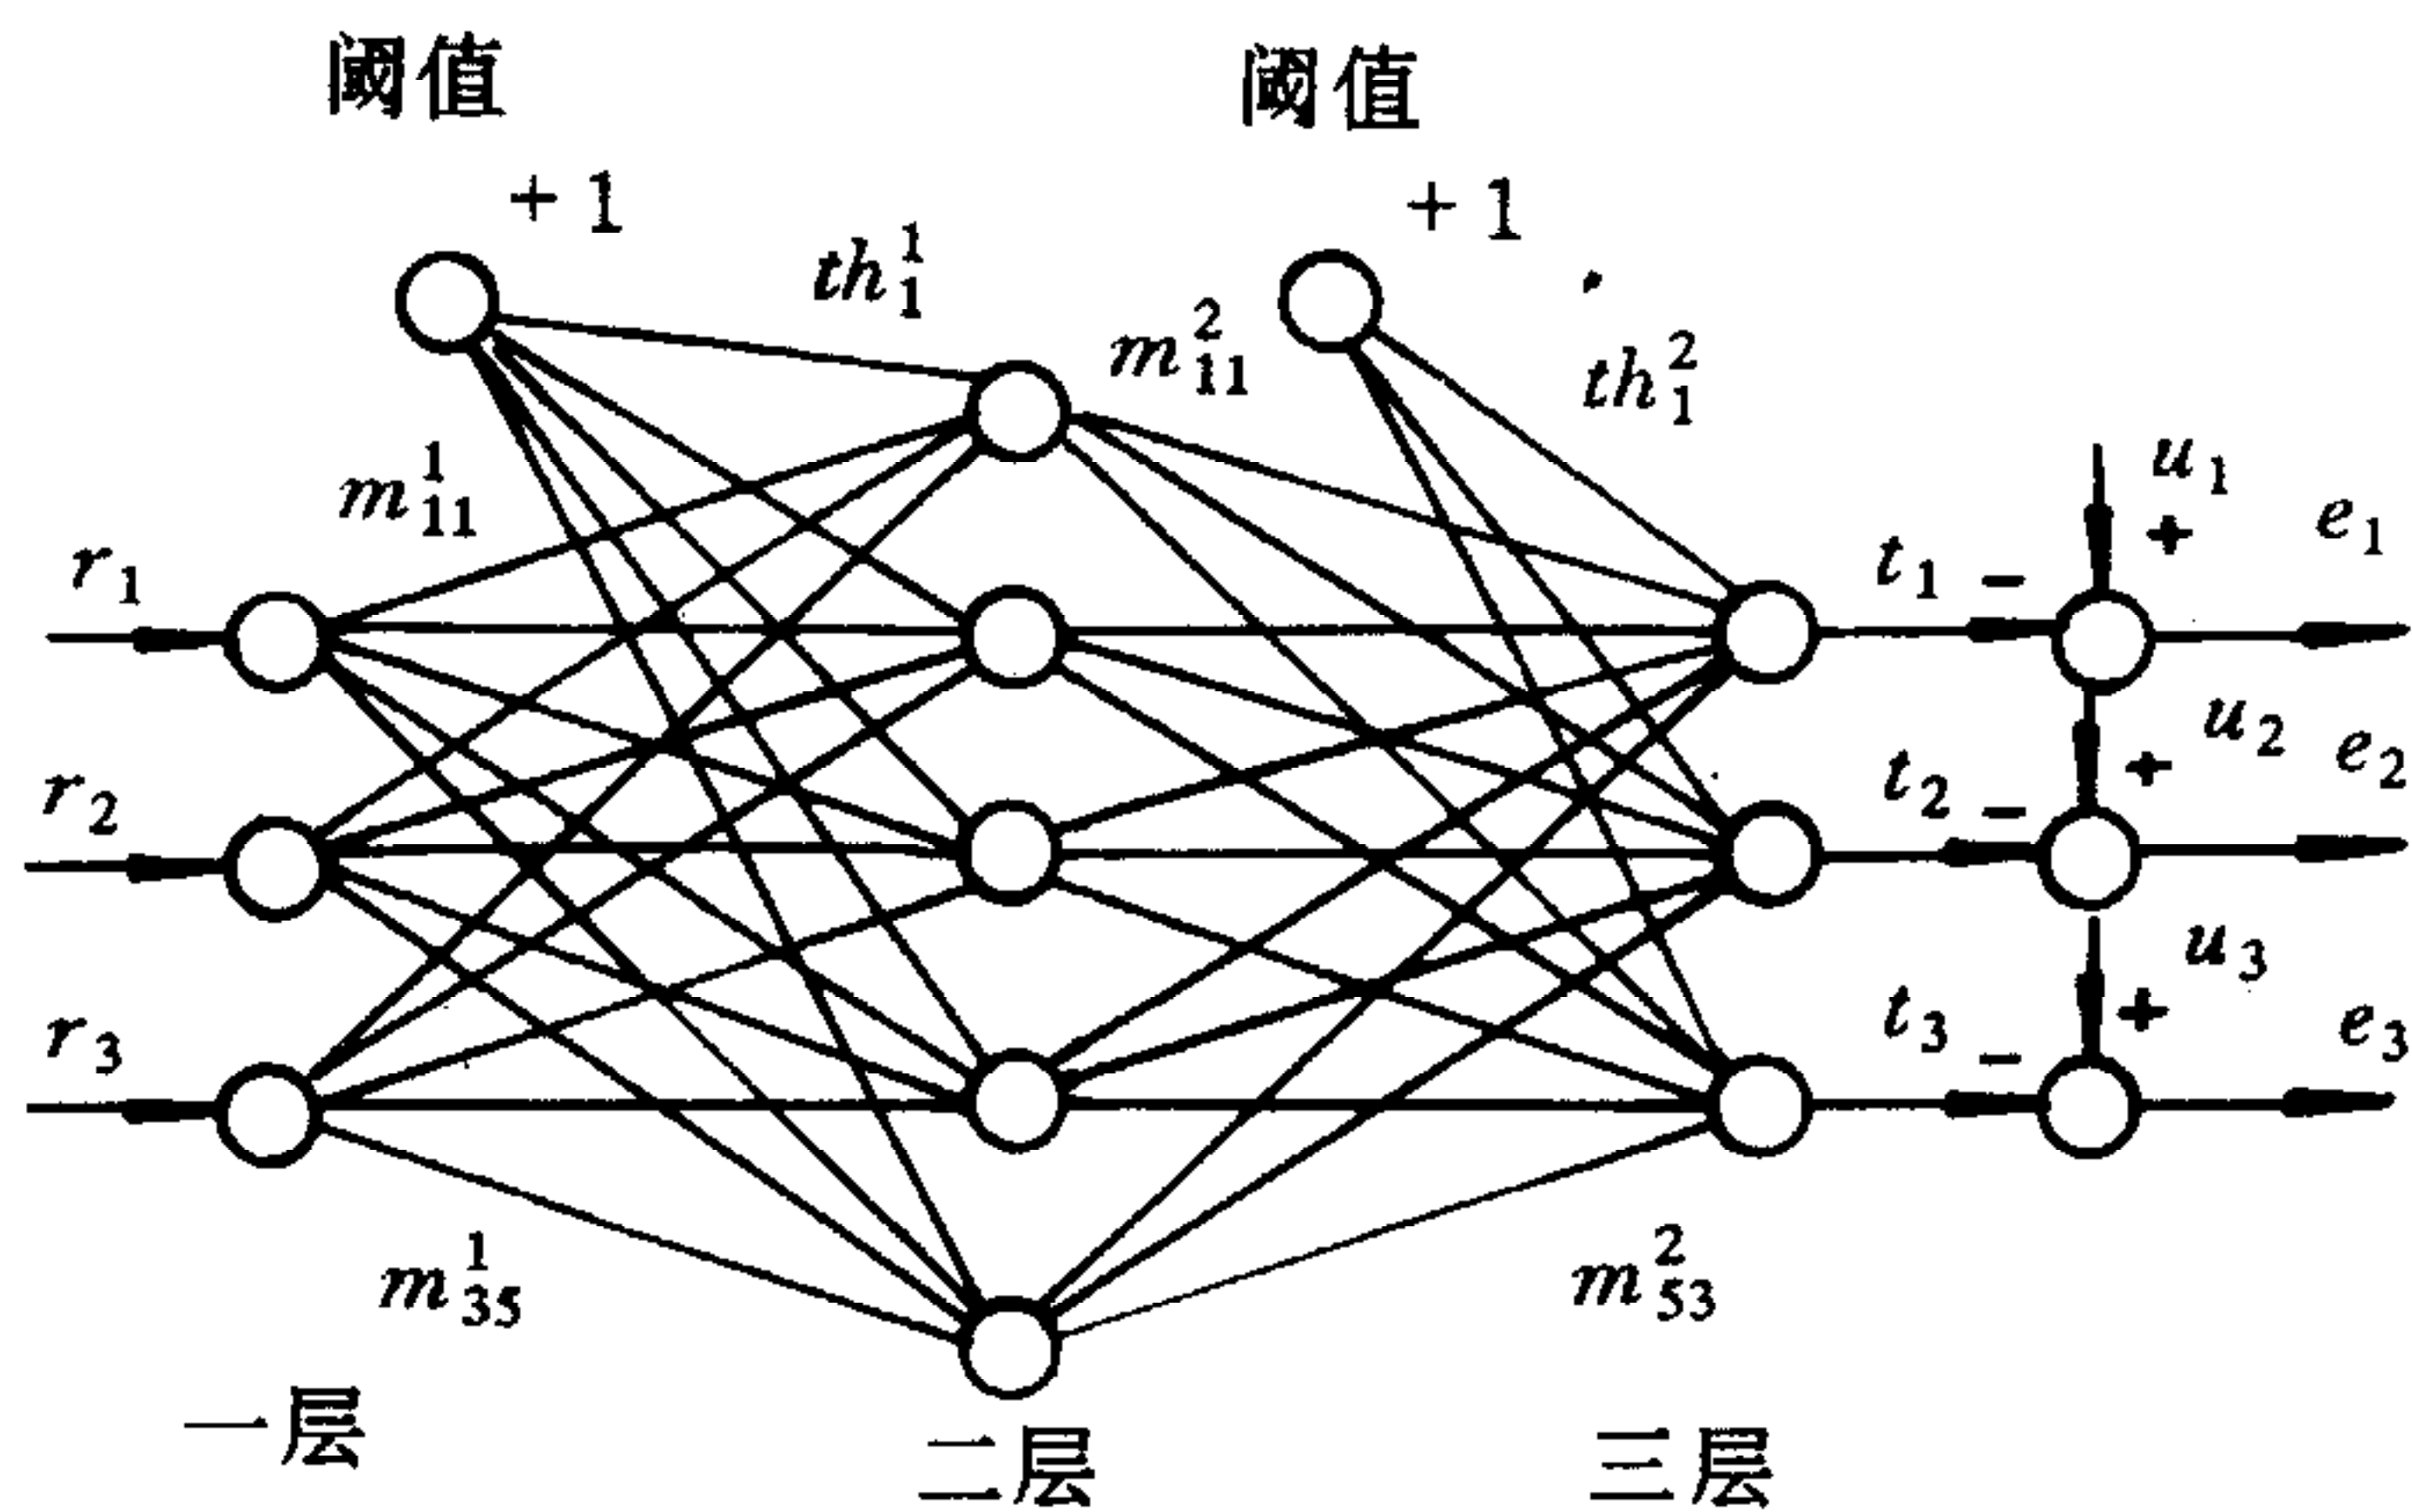 阈值 阈值
+1 +1
th₁¹
m₁₁²
th₁²
m₁₁¹
u₁
r₁ t₁ − + e₁
u₂
r₂ t₂ − + e₂
u₃
r₃ t₃ − + e₃
m₃₅¹ m₅₃²
一层 二层 三层